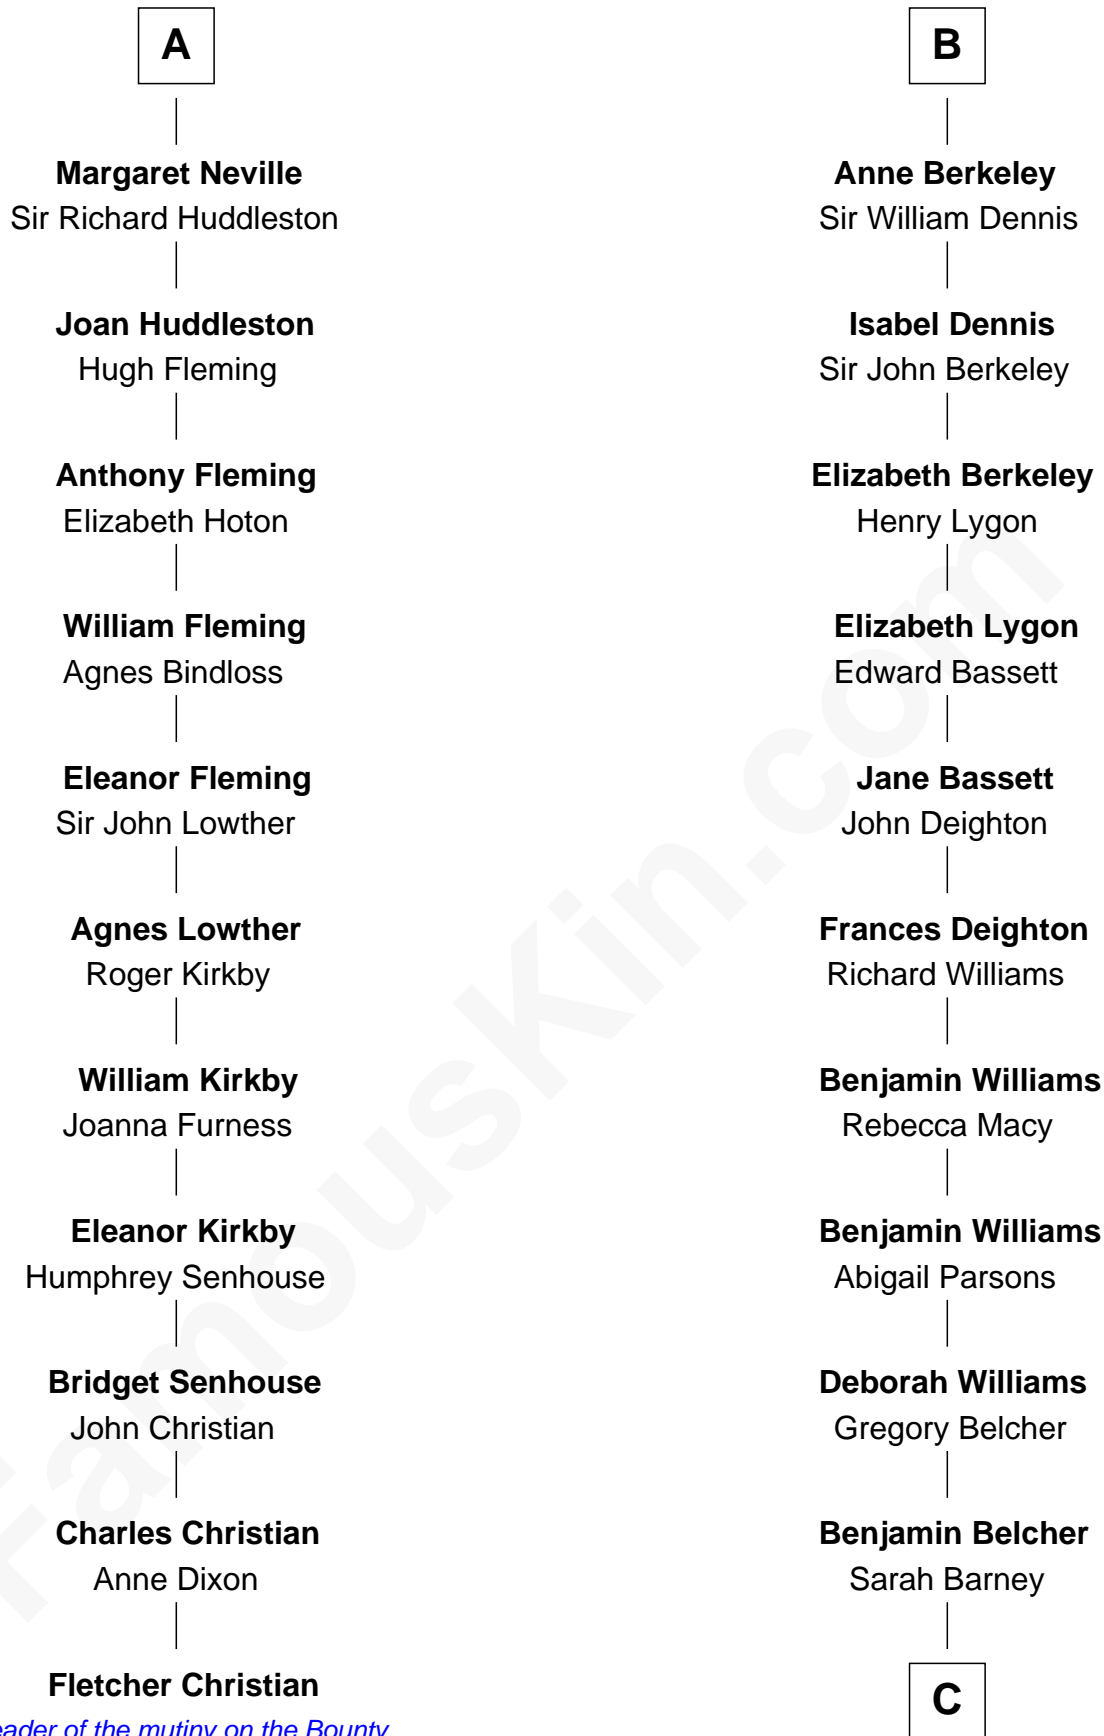 A
Margaret Neville
Sir Richard Huddleston
Joan Huddleston
Hugh Fleming
Anthony Fleming
Elizabeth Hoton
William Fleming
Agnes Bindloss
Eleanor Fleming
Sir John Lowther
Agnes Lowther
Roger Kirkby
William Kirkby
Joanna Furness
Eleanor Kirkby
Humphrey Senhouse
Bridget Senhouse
John Christian
Charles Christian
Anne Dixon
Fletcher Christian
of the mutiny on the Bounty
B
Anne Berkeley
Sir William Dennis
Isabel Dennis
Sir John Berkeley
Elizabeth Berkeley
Henry Lygon
Elizabeth Lygon
Edward Bassett
Jane Bassett
John Deighton
Frances Deighton
Richard Williams
Benjamin Williams
Rebecca Macy
Benjamin Williams
Abigail Parsons
Deborah Williams
Gregory Belcher
Benjamin Belcher
Sarah Barney
C
FamousKin.com